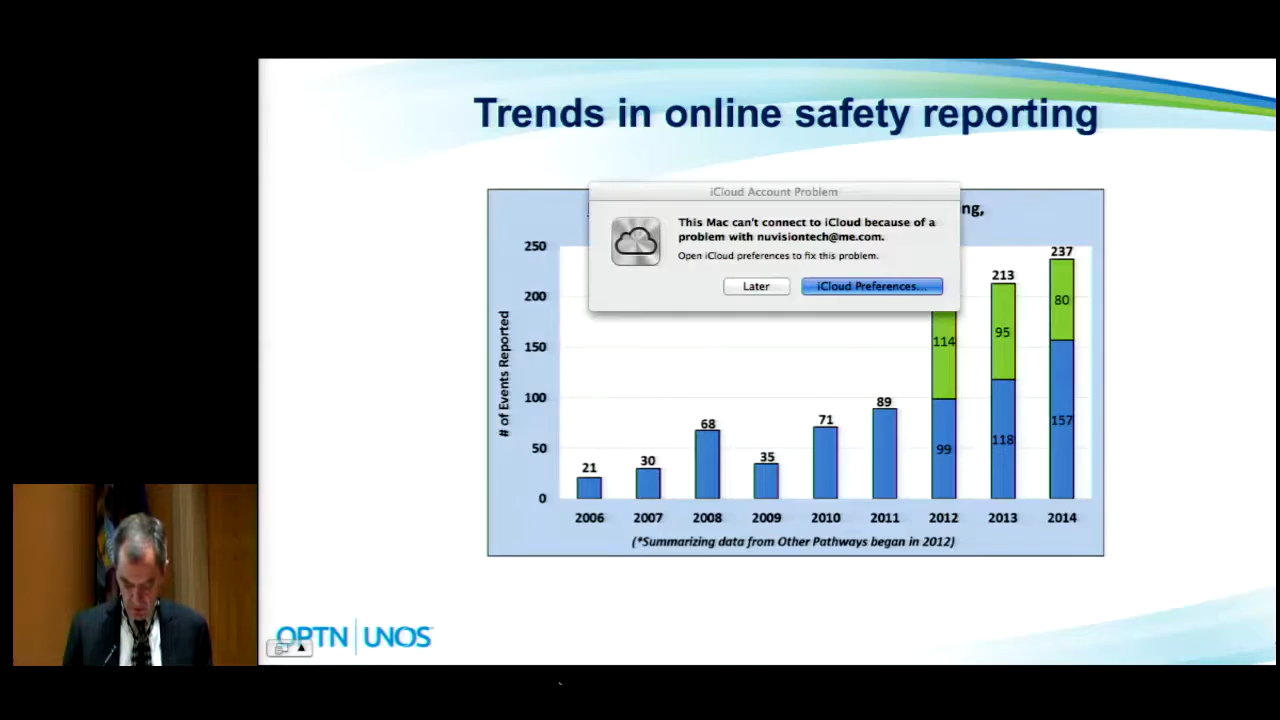 Trends in online safety reporting
iCloud Account Problem
This Mac can't connect to iCloud because of a
problem with nuvisiontech@me.com.
Open iCloud preferences to fix this problem.
Later
iCloud Preferences...
ng,
# of Events Reported
250
200
150
100
50
0
21
30
68
35
71
89
114
99
213
95
118
237
80
157
2006 2007 2008 2009 2010 2011 2012 2013 2014
(*Summarizing data from Other Pathways began in 2012)
OPTN UNOS